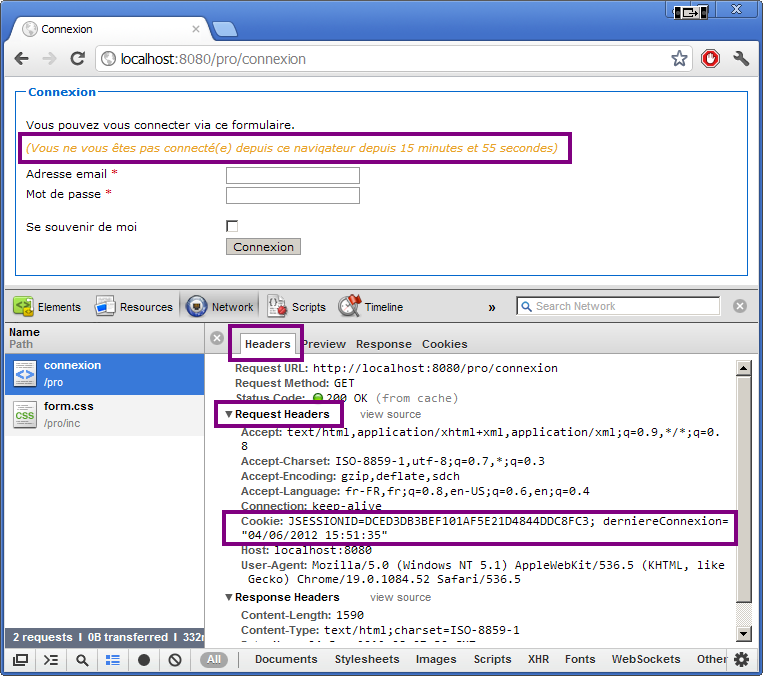 Connexion
localhost:8080/pro/connexion
Connexion
Vous pouvez vous connecter via ce formulaire.
(Vous ne vous êtes pas connecté(e) depuis ce navigateur depuis 15 minutes et 55 secondes)
Adresse email *
Mot de passe *
Se souvenir de moi
Connexion
Elements Resources Network Scripts Timeline » Search Network
Name
Path
connexion
/pro
form.css
/pro/inc
Headers Preview Response Cookies
Request URL: http://localhost:8080/pro/connexion
Request Method: GET
Status Code: 200 OK (from cache)
Request Headers view source
Accept: text/html,application/xhtml+xml,application/xml;q=0.9,*/*;q=0.
8
Accept-Charset: ISO-8859-1,utf-8;q=0.7,*;q=0.3
Accept-Encoding: gzip,deflate,sdch
Accept-Language: fr-FR,fr;q=0.8,en-US;q=0.6,en;q=0.4
Connection: keep-alive
Cookie: JSESSIONID=DCED3DB3BEF101AF5E21D4844DDC8FC3; derniereConnexion=
"04/06/2012 15:51:35"
Host: localhost:8080
User-Agent: Mozilla/5.0 (Windows NT 5.1) AppleWebKit/536.5 (KHTML, like
Gecko) Chrome/19.0.1084.52 Safari/536.5
Response Headers view source
Content-Length: 1590
Content-Type: text/html;charset=ISO-8859-1
2 requests I 0B transferred I 332
All Documents Stylesheets Images Scripts XHR Fonts WebSockets Other